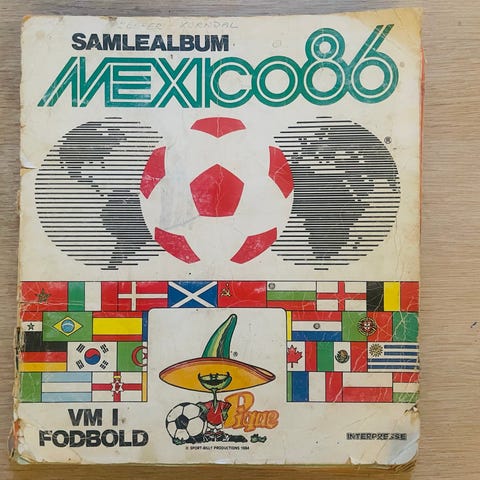 SAMLEALBUM
MEXICO86
®
®
Pique
VM I
FODBOLD
INTERPRESSE
© SPORT-BILLY PRODUCTIONS 1984